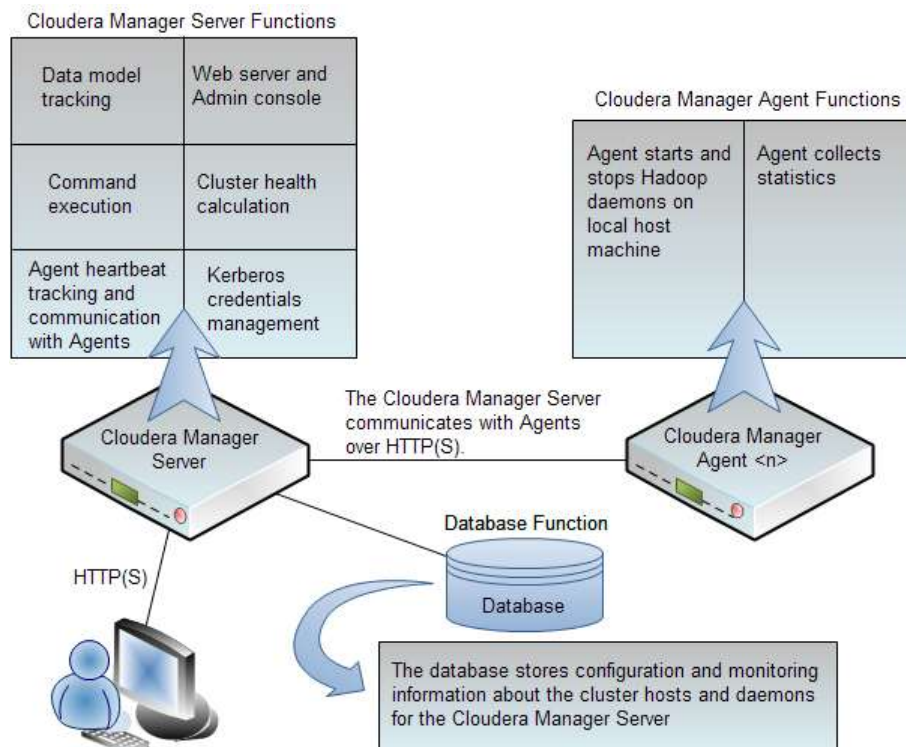 Cloudera Manager Server Functions
Data model
tracking
Web server and
Admin console
Command
execution
Cluster health
calculation
Agent heartbeat
tracking and
communication
with Agents
Kerberos
credentials
management
Cloudera Manager Agent Functions
Agent starts and
stops Hadoop
daemons on
local host
machine
Agent collects
statistics
Cloudera Manager
Server
The Cloudera Manager Server
communicates with Agents
over HTTP(S).
Cloudera Manager
Agent <n>
HTTP(S)
Database Function
Database
The database stores configuration and monitoring
information about the cluster hosts and daemons
for the Cloudera Manager Server